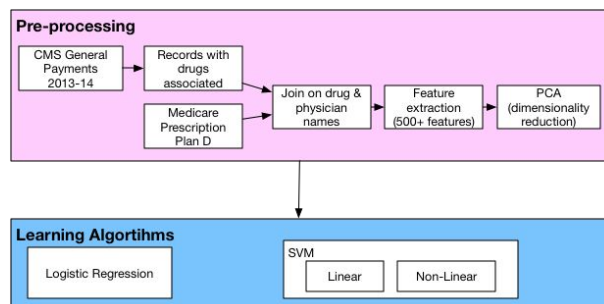 Pre-processing
CMS General
Payments
2013-14
Records with
drugs
associated
Medicare
Prescription
Plan D
Join on drug &
physician
names
Feature
extraction
(500+ features)
PCA
(dimensionality
reduction)
Learning Algortihms
Logistic Regression
SVM
Linear
Non-Linear